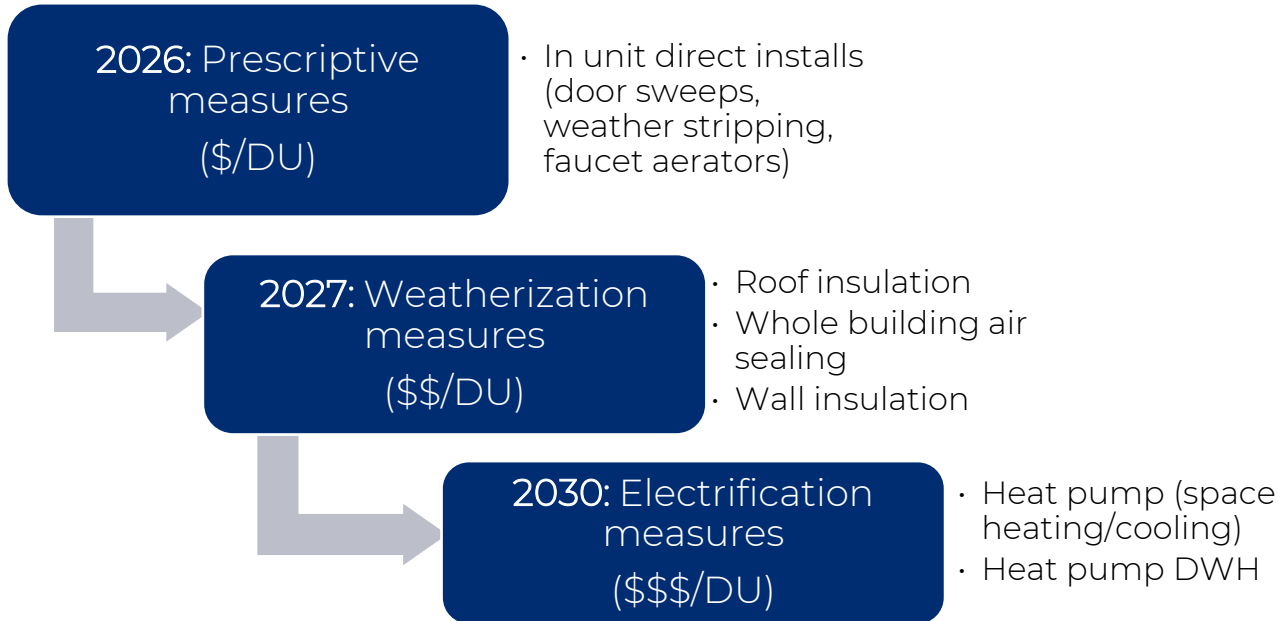 2026: Prescriptive
measures
($/DU)
· In unit direct installs
(door sweeps,
weather stripping,
faucet aerators)
2027: Weatherization
measures
($$/DU)
· Roof insulation
· Whole building air
sealing
· Wall insulation
2030: Electrification
measures
($$$/DU)
· Heat pump (space
heating/cooling)
· Heat pump DWH